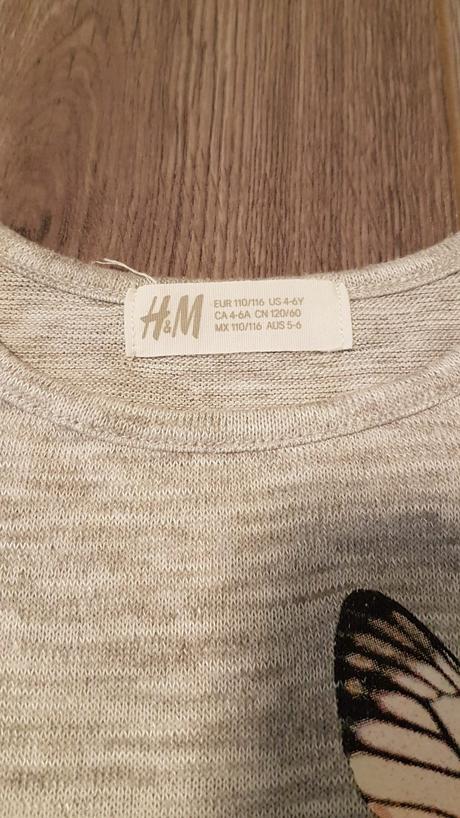 H&M
EUR 110/116 US 4-6Y
CA 4-6A CN 120/60
MX 110/116 AUS 5-6